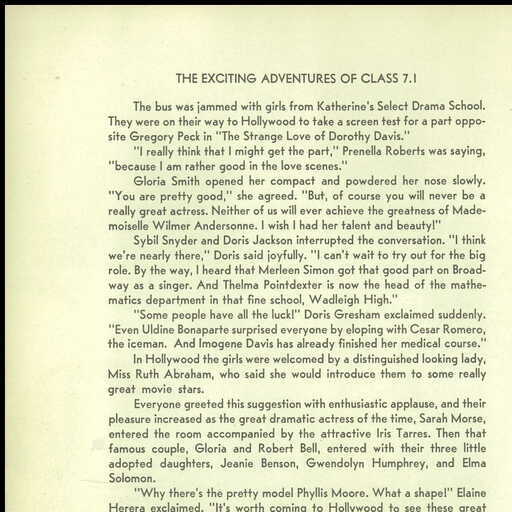 THE EXCITING ADVENTURES OF CLASS 7.1
The bus was jammed with girls from Katherine's Select Drama School.
They were on their way to Hollywood to take a screen test for a part oppo-
site Gregory Peck in "The Strange Love of Dorothy Davis."
"I really think that I might get the part," Prenella Roberts was saying,
"because I am rather good in the love scenes."
Gloria Smith opened her compact and powdered her nose slowly.
"You are pretty good," she agreed. "But, of course you will never be a
really great actress. Neither of us will ever achieve the greatness of Made-
moiselle Wilmer Andersonne. I wish I had her talent and beauty!"
Sybil Snyder and Doris Jackson interrupted the conversation. "I think
we're nearly there," Doris said joyfully. "I can't wait to try out for the big
role. By the way, I heard that Merleen Simon got that good part on Broad-
way as a singer. And Thelma Pointdexter is now the head of the mathe-
matics department in that fine school, Wadleigh High."
"Some people have all the luck!" Doris Gresham exclaimed suddenly.
"Even Uldine Bonaparte surprised everyone by eloping with Cesar Romero,
the iceman. And Imogene Davis has already finished her medical course."
In Hollywood the girls were welcomed by a distinguished looking lady,
Miss Ruth Abraham, who said she would introduce them to some really
great movie stars.
Everyone greeted this suggestion with enthusiastic applause, and their
pleasure increased as the great dramatic actress of the time, Sarah Morse,
entered the room accompanied by the attractive Iris Tarres. Then that
famous couple, Gloria and Robert Bell, entered with their three little
adopted daughters, Jeanie Benson, Gwendolyn Humphrey, and Elma
Solomon.
"Why there's the pretty model Phyllis Moore. What a shape!" Elaine
Herera exclaimed. "It's worth coming to Hollywood to see these great